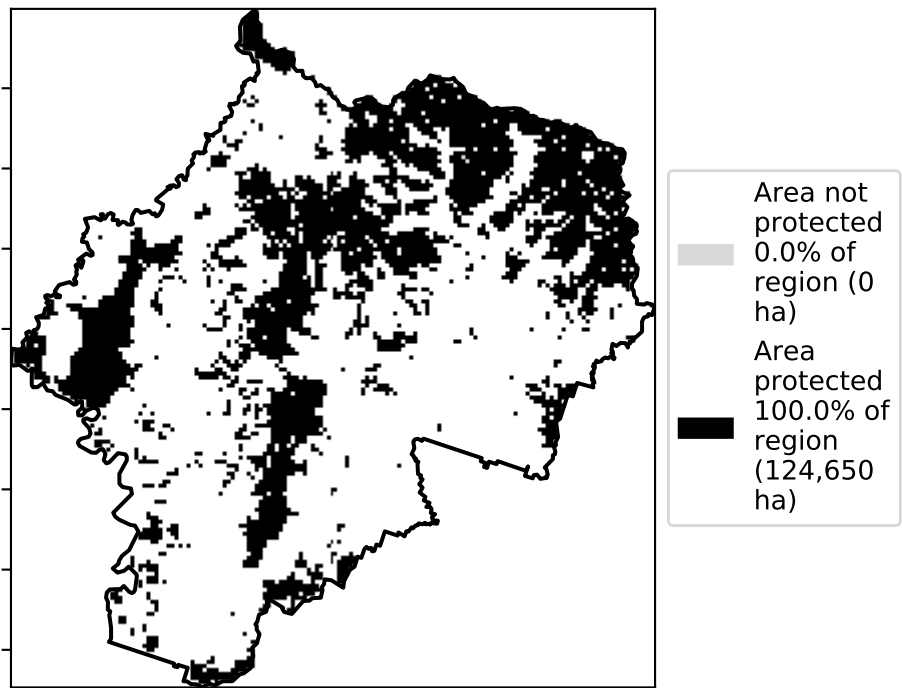 Area not
protected
0.0% of
region (0
ha)
Area
protected
100.0% of
region
(124,650
ha)